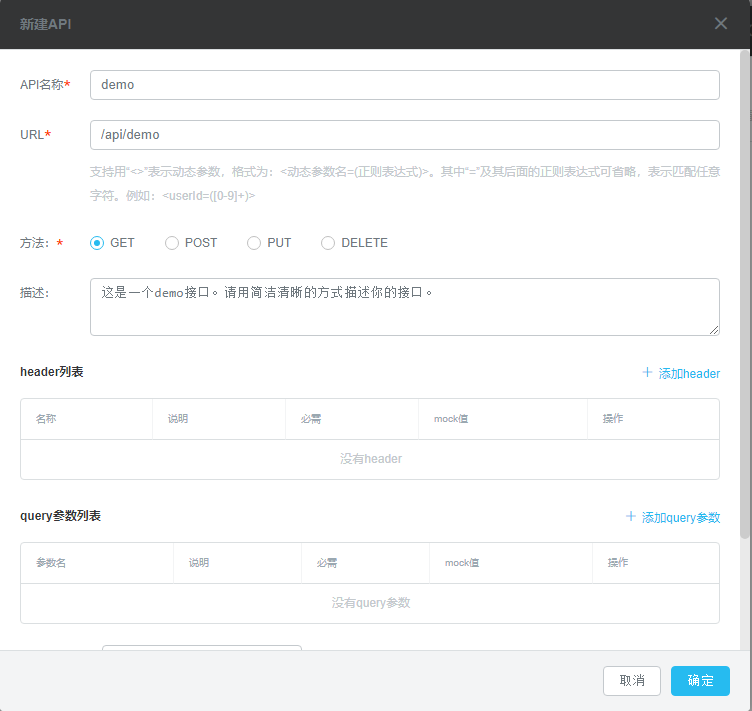 新建API
API名称*
demo
URL*
/api/demo
支持用“<>”表示动态参数，格式为：<动态参数名=(正则表达式)>。其中“=”及其后面的正则表达式可省略，表示匹配任意
字符。例如：<userId=([0-9]+)>
方法： * GET POST PUT DELETE
描述：
这是一个demo接口。请用简洁清晰的方式描述你的接口。
header列表
+ 添加header
名称 说明 必需 mock值 操作
没有header
query参数列表
+ 添加query参数
参数名 说明 必需 mock值 操作
没有query参数
取消 确定